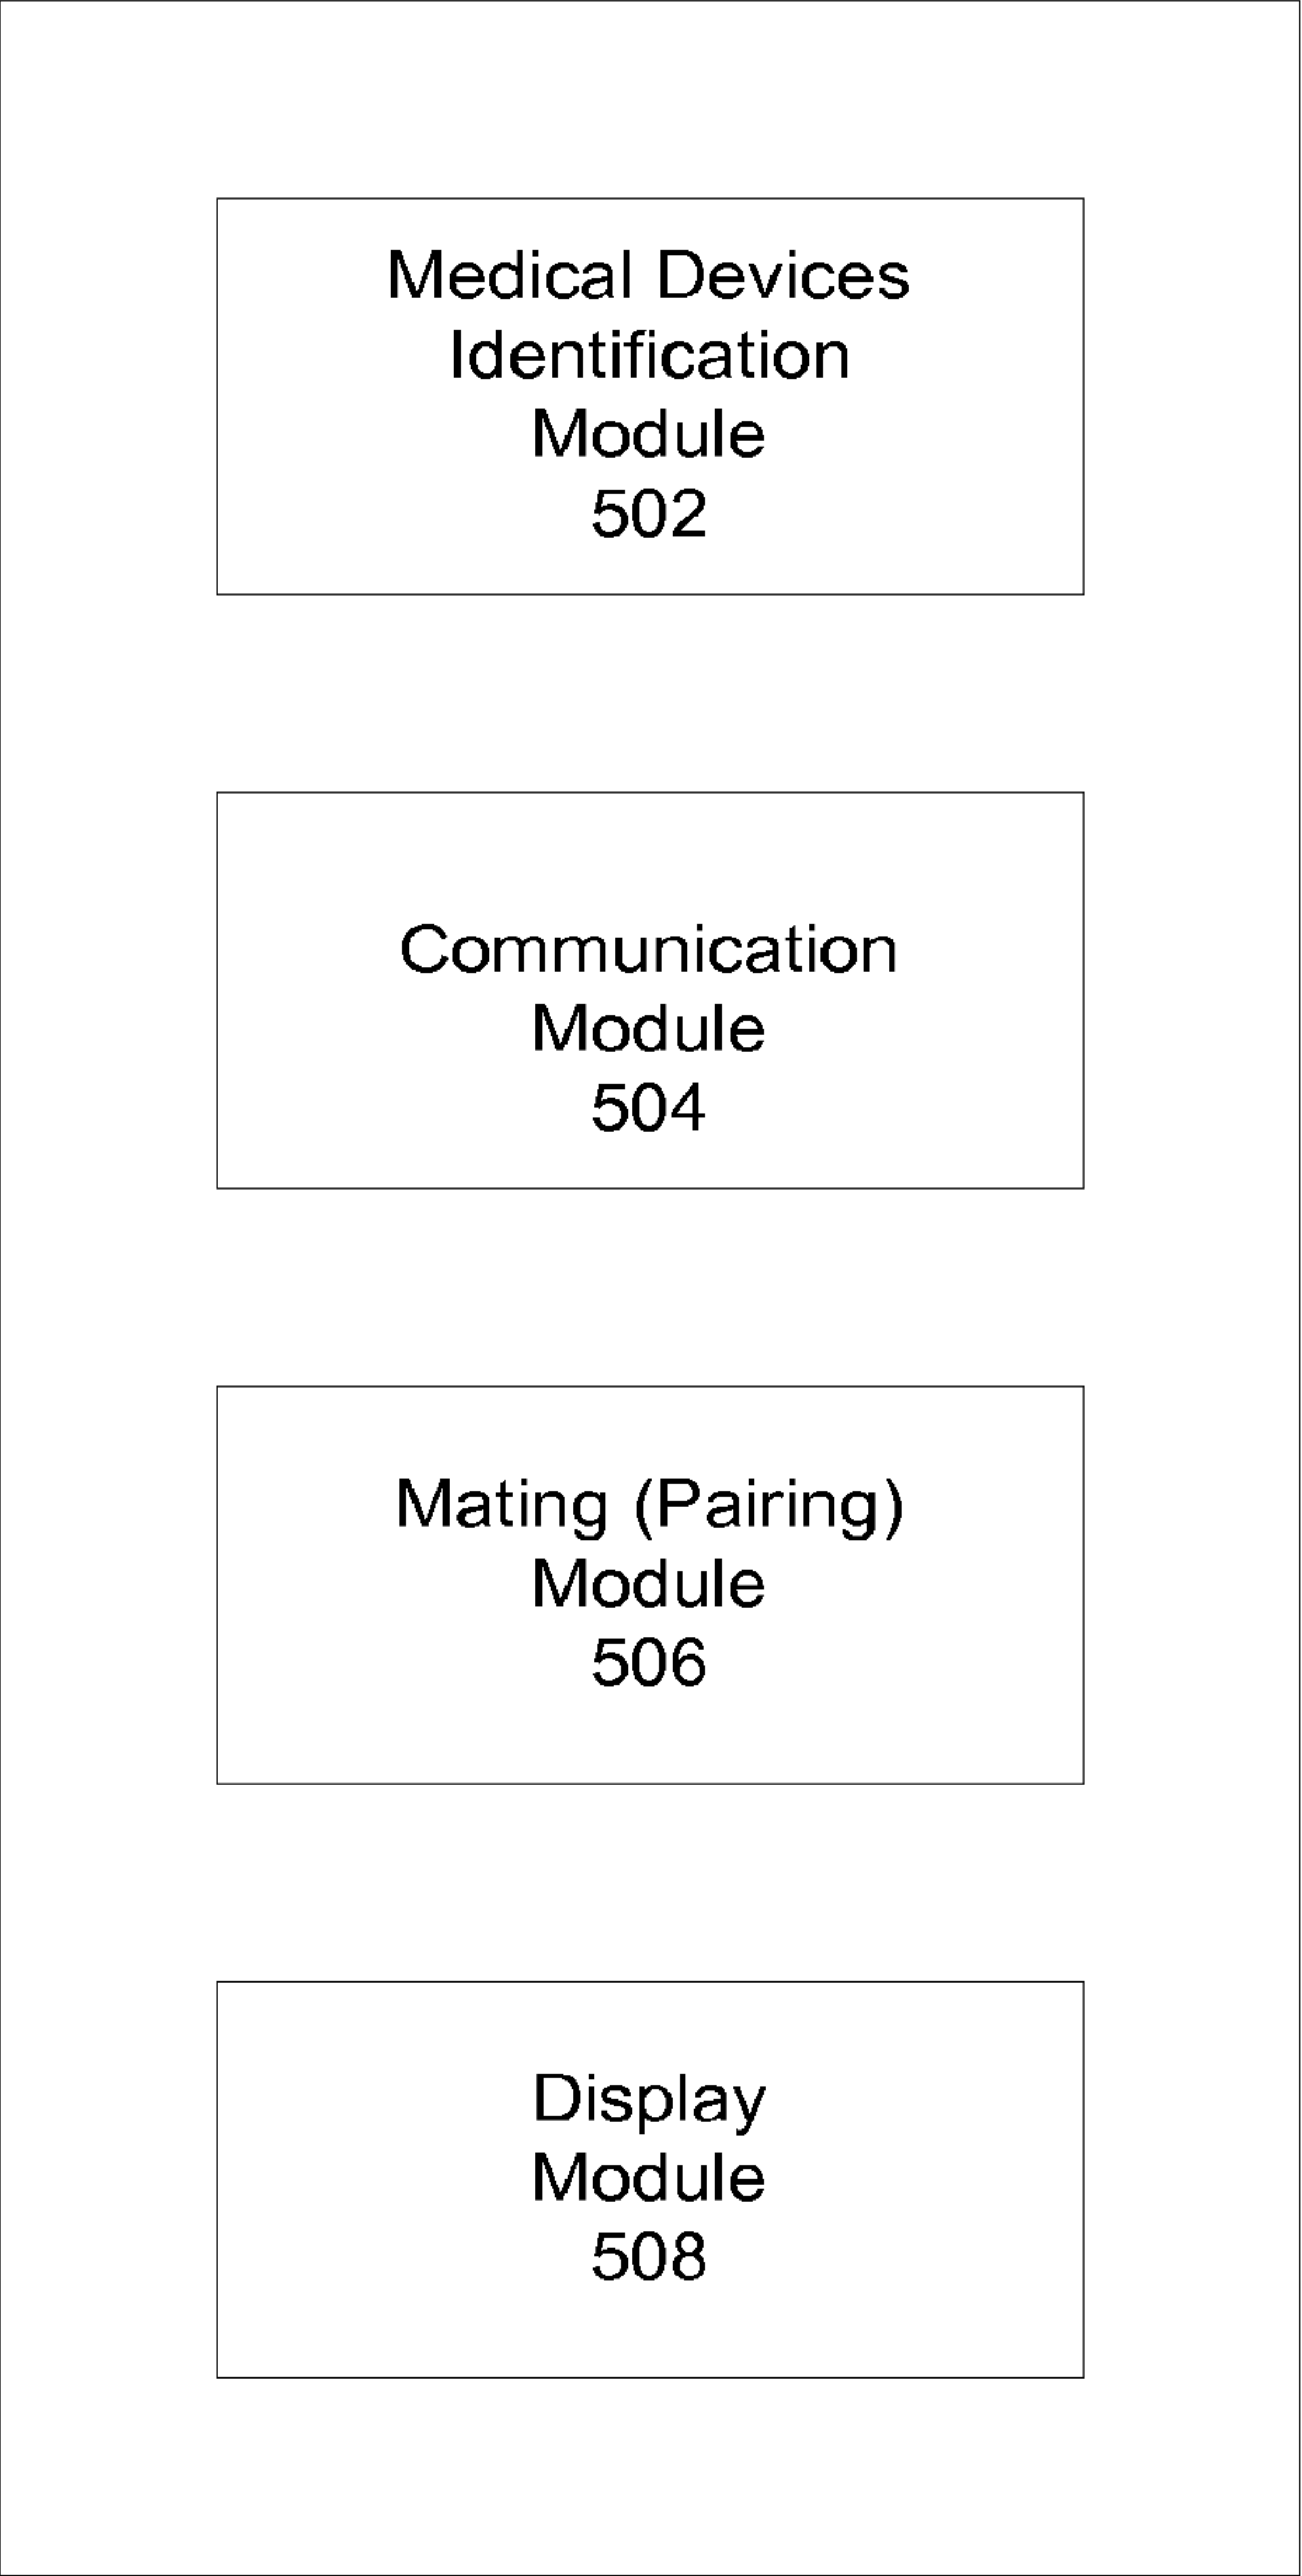 Medical Devices
Identification
Module
502
Communication
Module
504
Mating (Pairing)
Module
506
Display
Module
508